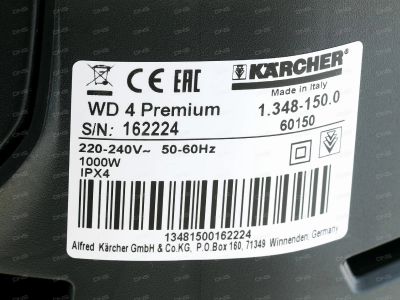 CE EAC
KÄRCHER
Made in Italy
WD 4 Premium 1.348-150.0
S/N: 162224 60150
220-240V~ 50-60Hz
1000W
IPX4
13481500162224
Alfred Kärcher GmbH & Co.KG, P.O.Box 160, 71349 Winnenden, Germany